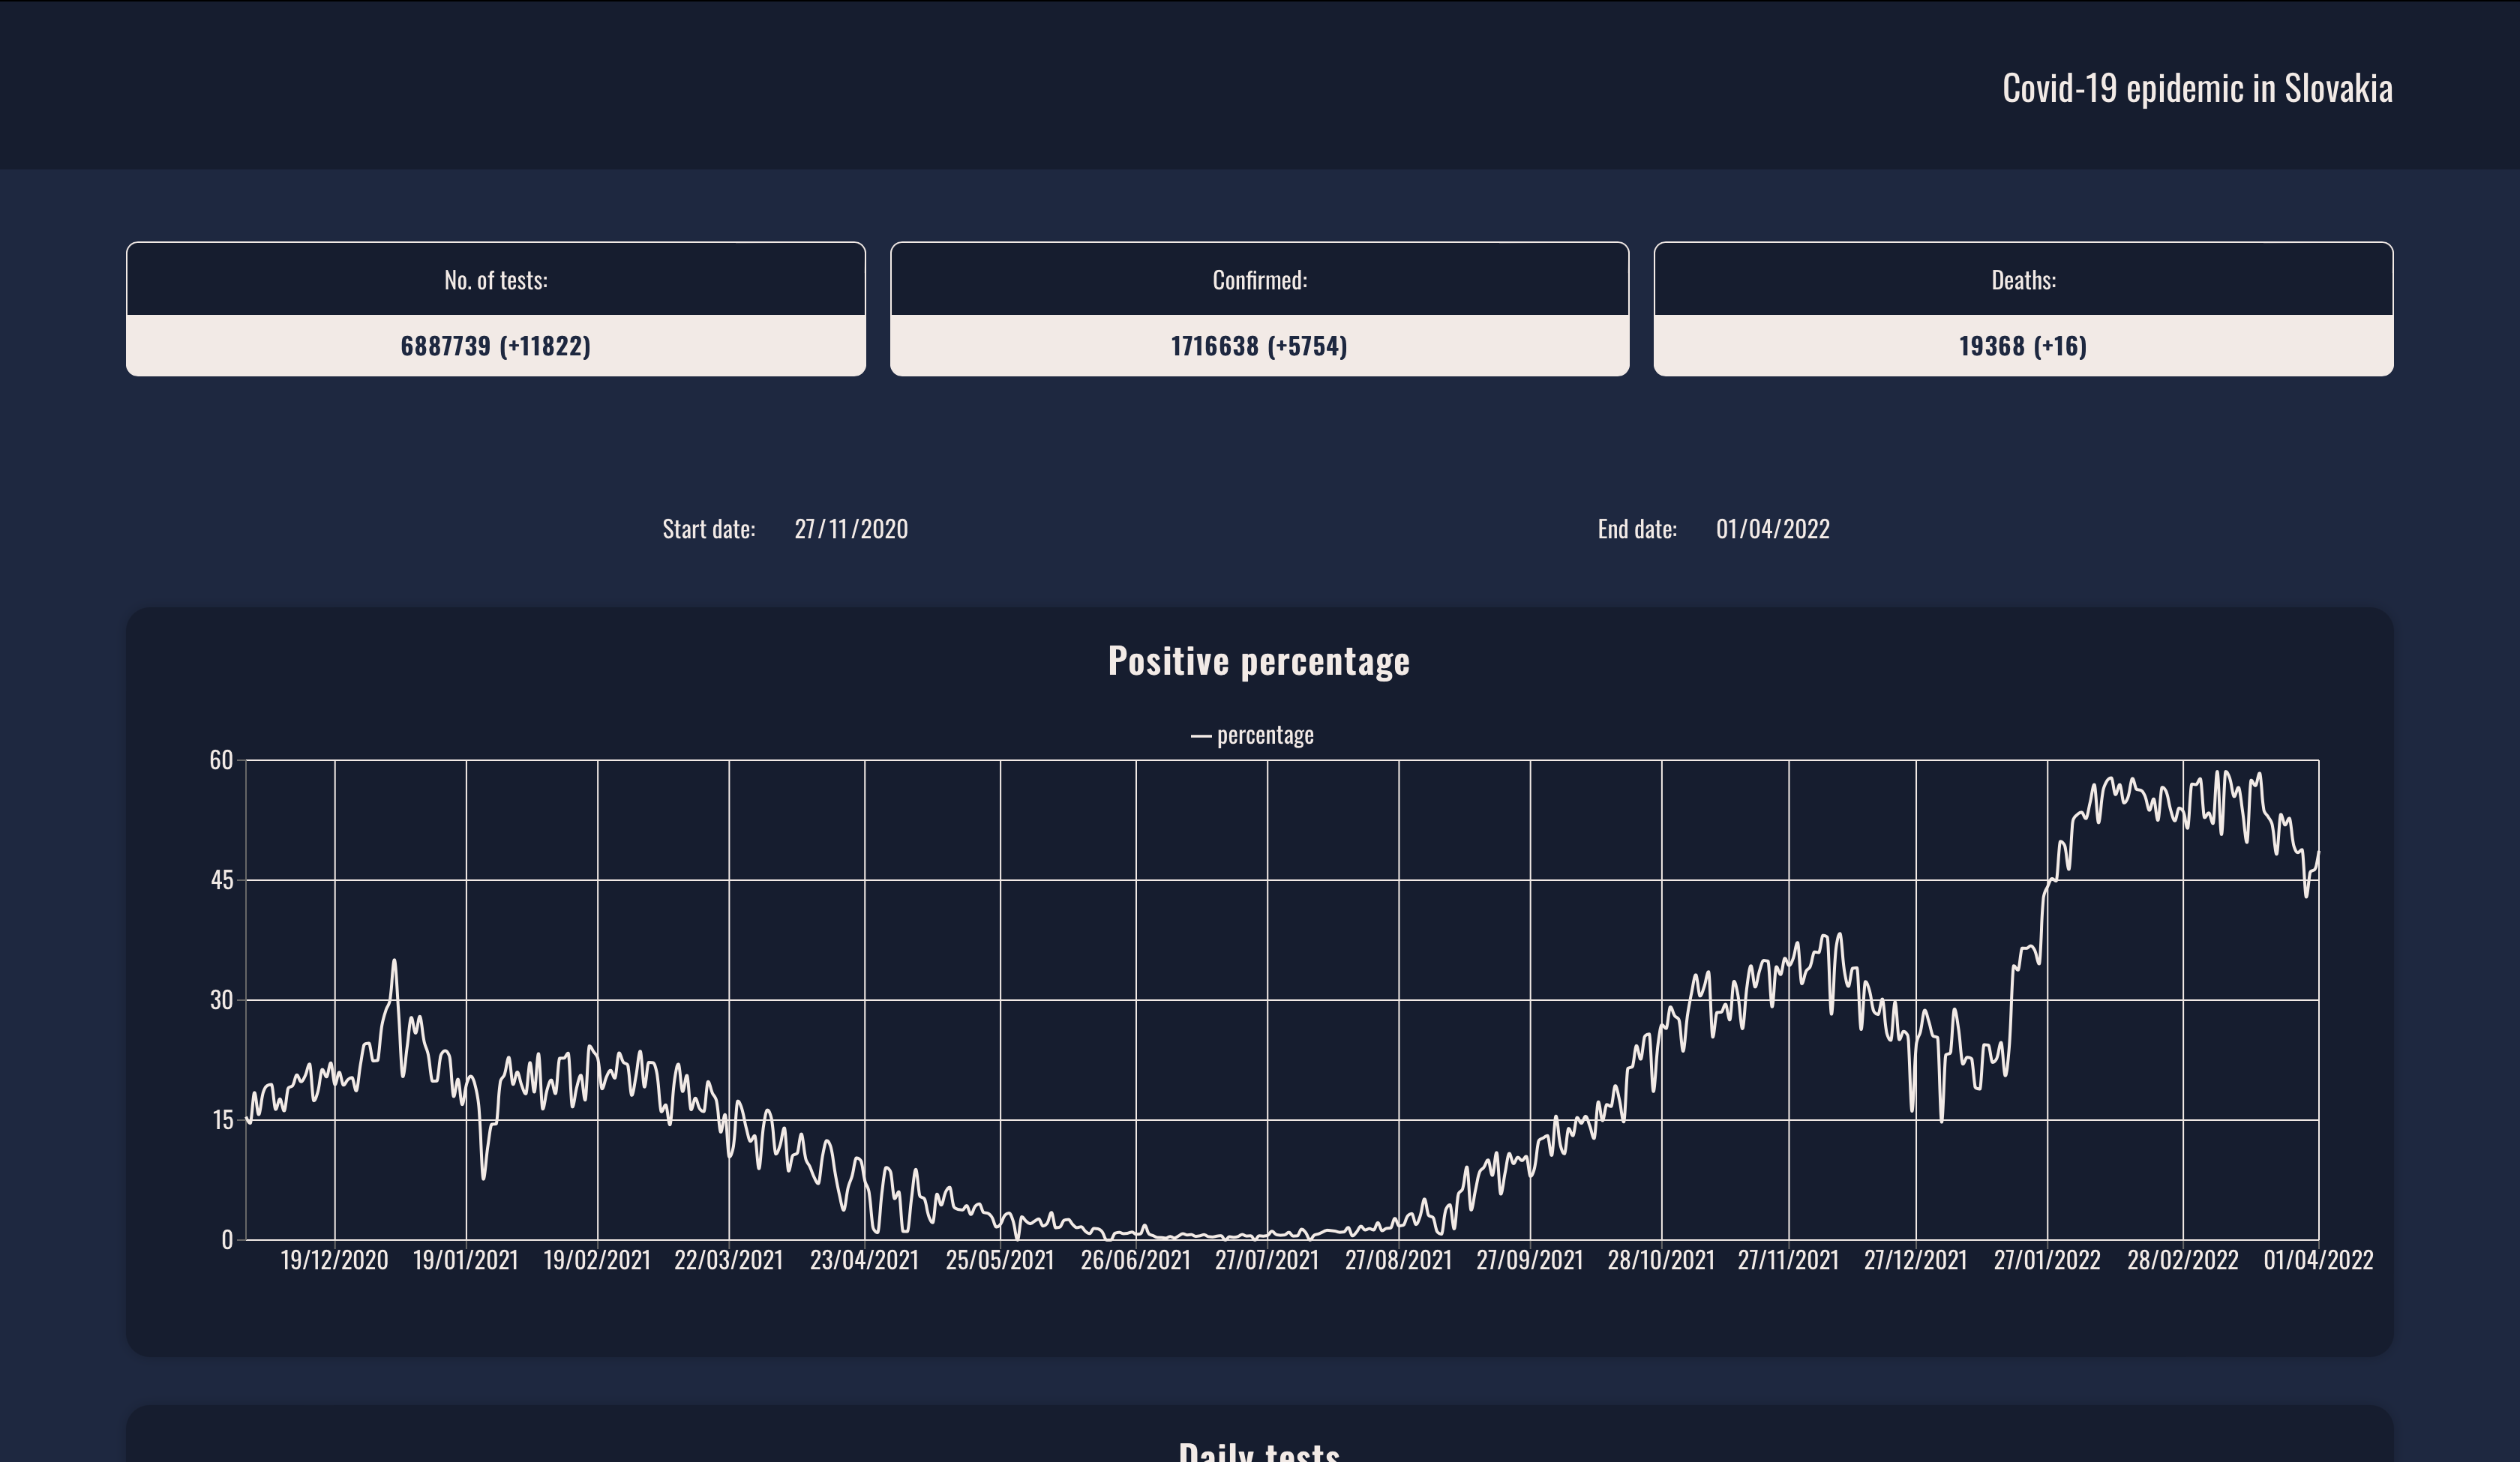 Covid-19 epidemic in Slovakia
No. of tests:
6887739 (+11822)
Confirmed:
1716638 (+5754)
Deaths:
19368 (+16)
Start date: 27/11/2020
End date: 01/04/2022
Positive percentage
percentage
60
45
30
15
0
19/12/2020 19/01/2021 19/02/2021 22/03/2021 23/04/2021 25/05/2021 26/06/2021 27/07/2021 27/08/2021 27/09/2021 28/10/2021 27/11/2021 27/12/2021 27/01/2022 28/02/2022 01/04/2022
Daily tests